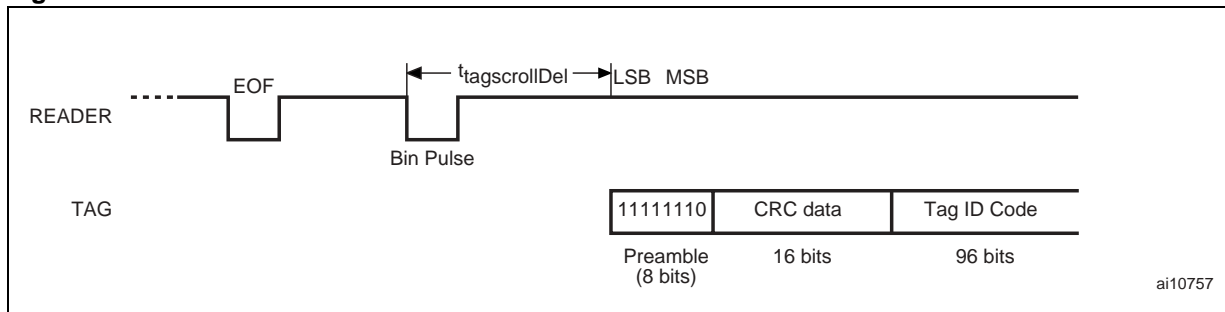 EOF
t tagscrollDel
LSB MSB
READER
Bin Pulse
TAG
11111110
CRC data
Tag ID Code
Preamble
(8 bits)
16 bits
96 bits
ai10757